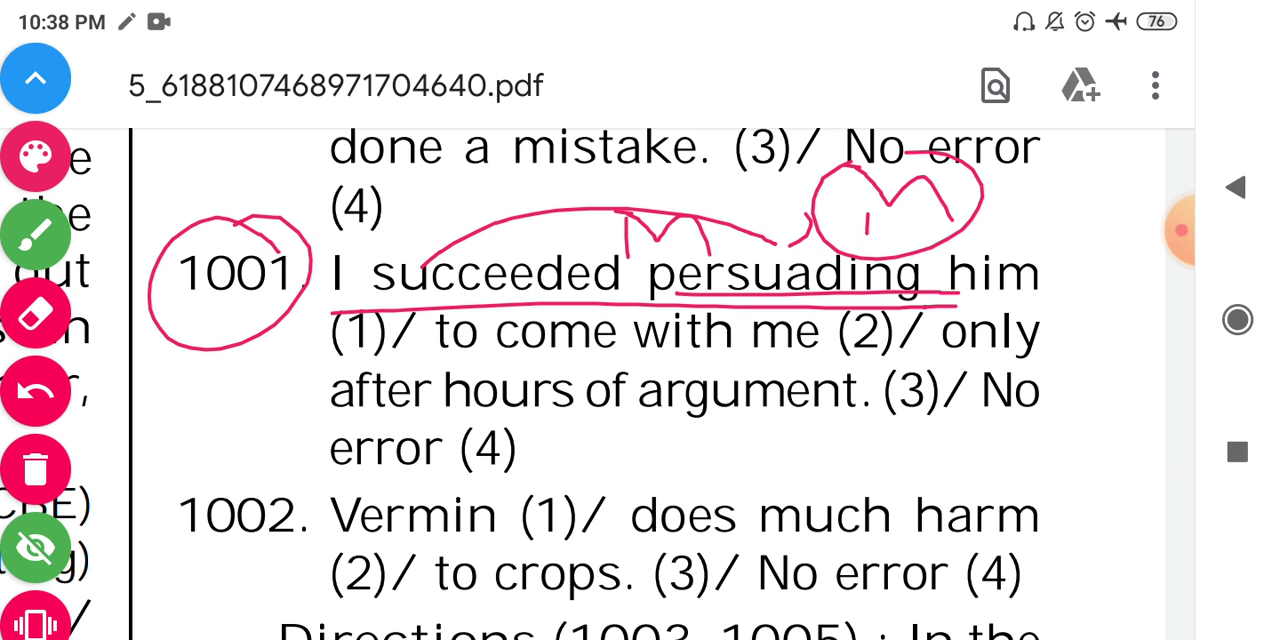 10:38 PM
76
5_6188107468971704640.pdf
done a mistake. (3)/ No error
(4)
1001. I succeeded persuading him
(1)/ to come with me (2)/ only
after hours of argument. (3)/ No
error (4)
1002. Vermin (1)/ does much harm
(2)/ to crops. (3)/ No error (4)